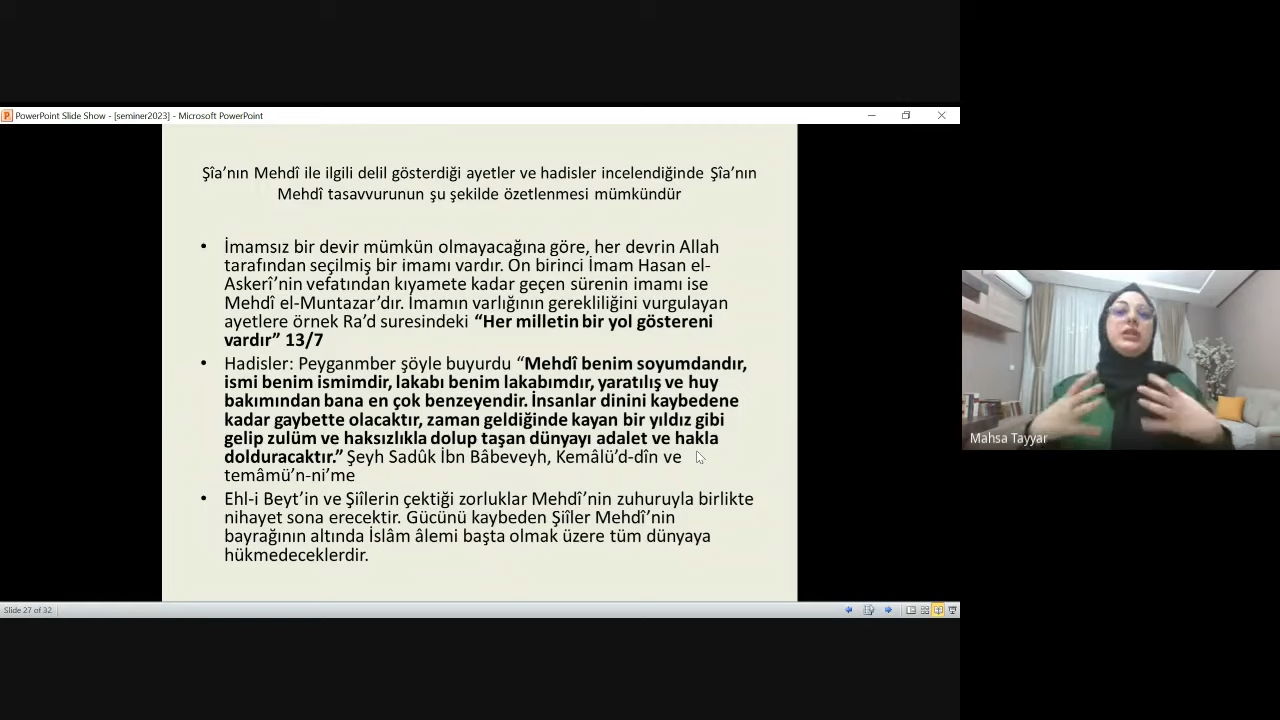 PowerPoint Slide Show - [seminer2023] - Microsoft PowerPoint
Şîa’nın Mehdî ile ilgili delil gösterdiği ayetler ve hadisler incelendiğinde Şîa’nın
Mehdî tasavvurunun şu şekilde özetlenmesi mümkündür
• İmamsız bir devir mümkün olmayacağına göre, her devrin Allah
tarafından seçilmiş bir imamı vardır. On birinci İmam Hasan el-
Askerî’nin vefatından kıyamete kadar geçen sürenin imamı ise
Mehdî el-Muntazar’dır. İmamın varlığının gerekliliğini vurgulayan
ayetlere örnek Ra’d suresindeki “Her milletin bir yol göstereni
vardır” 13/7
• Hadisler: Peyganmber şöyle buyurdu “Mehdî benim soyumdandır,
ismi benim ismimdir, lakabı benim lakabımdır, yaratılış ve huy
bakımından bana en çok benzeyendir. İnsanlar dinini kaybedene
kadar gaybette olacaktır, zaman geldiğinde kayan bir yıldız gibi
gelip zulüm ve haksızlıkla dolup taşan dünyayı adalet ve hakla
dolduracaktır.” Şeyh Sadûk İbn Bâbeveyh, Kemâlü’d-dîn ve
temâmü’n-ni’me
• Ehl-i Beyt’in ve Şiîlerin çektiği zorluklar Mehdî’nin zuhuruyla birlikte
nihayet sona erecektir. Gücünü kaybeden Şiîler Mehdî’nin
bayrağının altında İslâm âlemi başta olmak üzere tüm dünyaya
hükmedeceklerdir.
Slide 27 of 32
Mahsa Tayyar